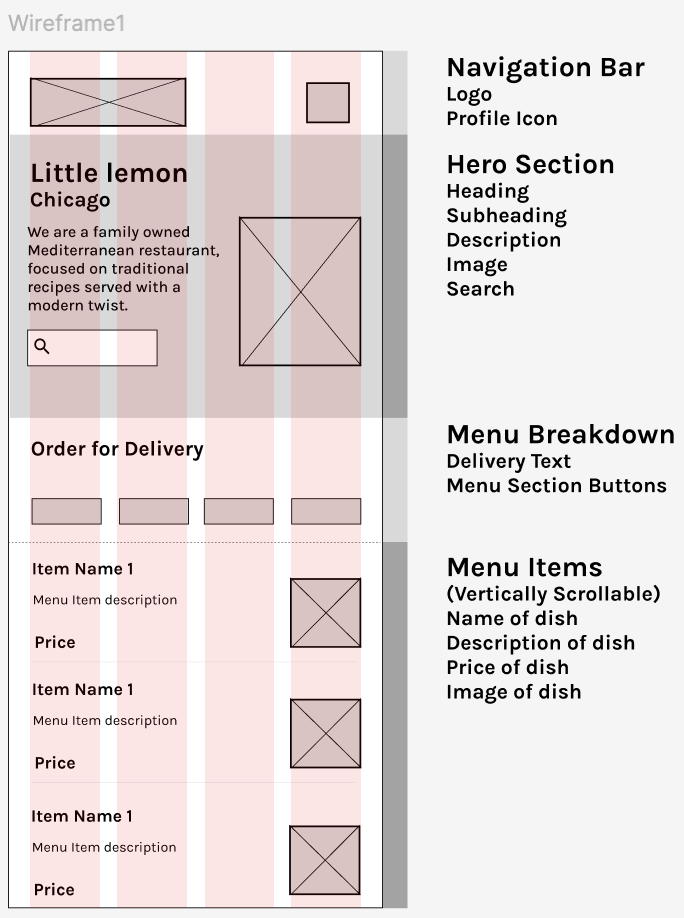 Wireframe1
Little lemon
Chicago
We are a family owned
Mediterranean restaurant,
focused on traditional
recipes served with a
modern twist.
Order for Delivery
Item Name 1
Menu Item description
Price
Item Name 1
Menu Item description
Price
Item Name 1
Menu Item description
Price
Navigation Bar
Logo
Profile Icon
Hero Section
Heading
Subheading
Description
Image
Search
Menu Breakdown
Delivery Text
Menu Section Buttons
Menu Items
(Vertically Scrollable)
Name of dish
Description of dish
Price of dish
Image of dish